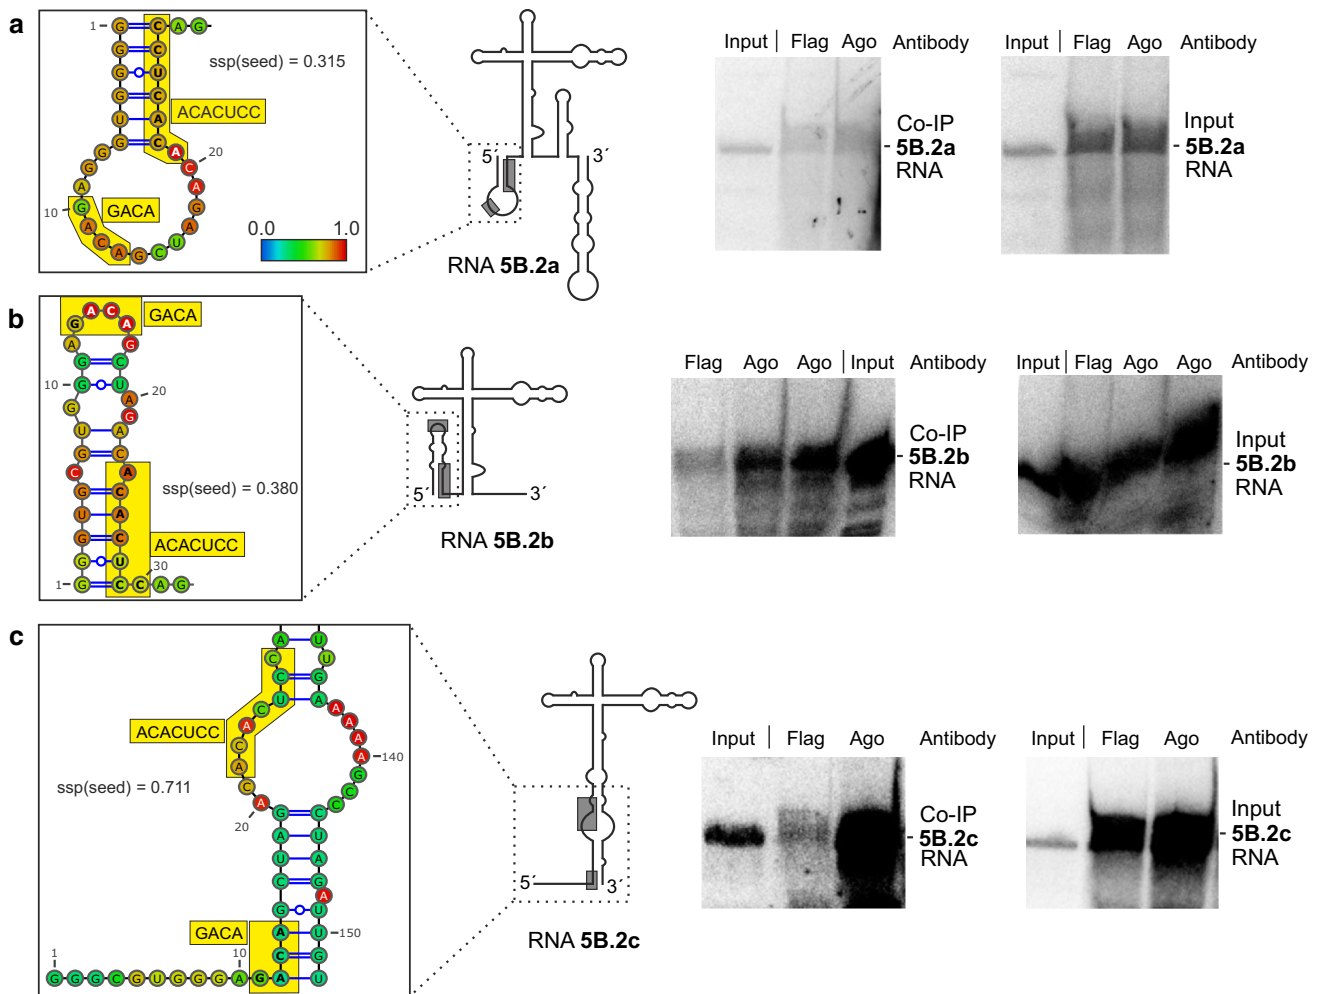 a
1
G C A G
G C
ssp(seed) = 0.315
G U
G C
ACACUCC
U A
G C
G A
20
G C
A A
10
G G
GACA
A A
C U
A G C
0.0 1.0
5´ 3´
RNA 5B.2a
Input | Flag Ago Antibody
Co-IP
5B.2a
RNA
Input | Flag Ago Antibody
Input
5B.2a
RNA
b
A C
G A
GACA
A G
G C
10
G U
20
G A
G
U A
G C
C A
G C
ssp(seed) = 0.380
U A
G C
ACACUCC
G U
30
1
G C C A G
5´ 3´
RNA 5B.2b
Flag Ago Ago | Input Antibody
Co-IP
5B.2b
RNA
Input | Flag Ago Ago Antibody
Input
5B.2b
RNA
c
A U
C U
C G
U A
C A
A A
ACACUCC
C A
A A
140
C G
ssp(seed) = 0.711
A C
20
G C
A U
U A
C G
A
G U
GACA
A U
150
C G
1
10
G G G C G U G G G A G A U
5´ 3´
RNA 5B.2c
Input | Flag Ago Antibody
Co-IP
5B.2c
RNA
Input | Flag Ago Antibody
Input
5B.2c
RNA